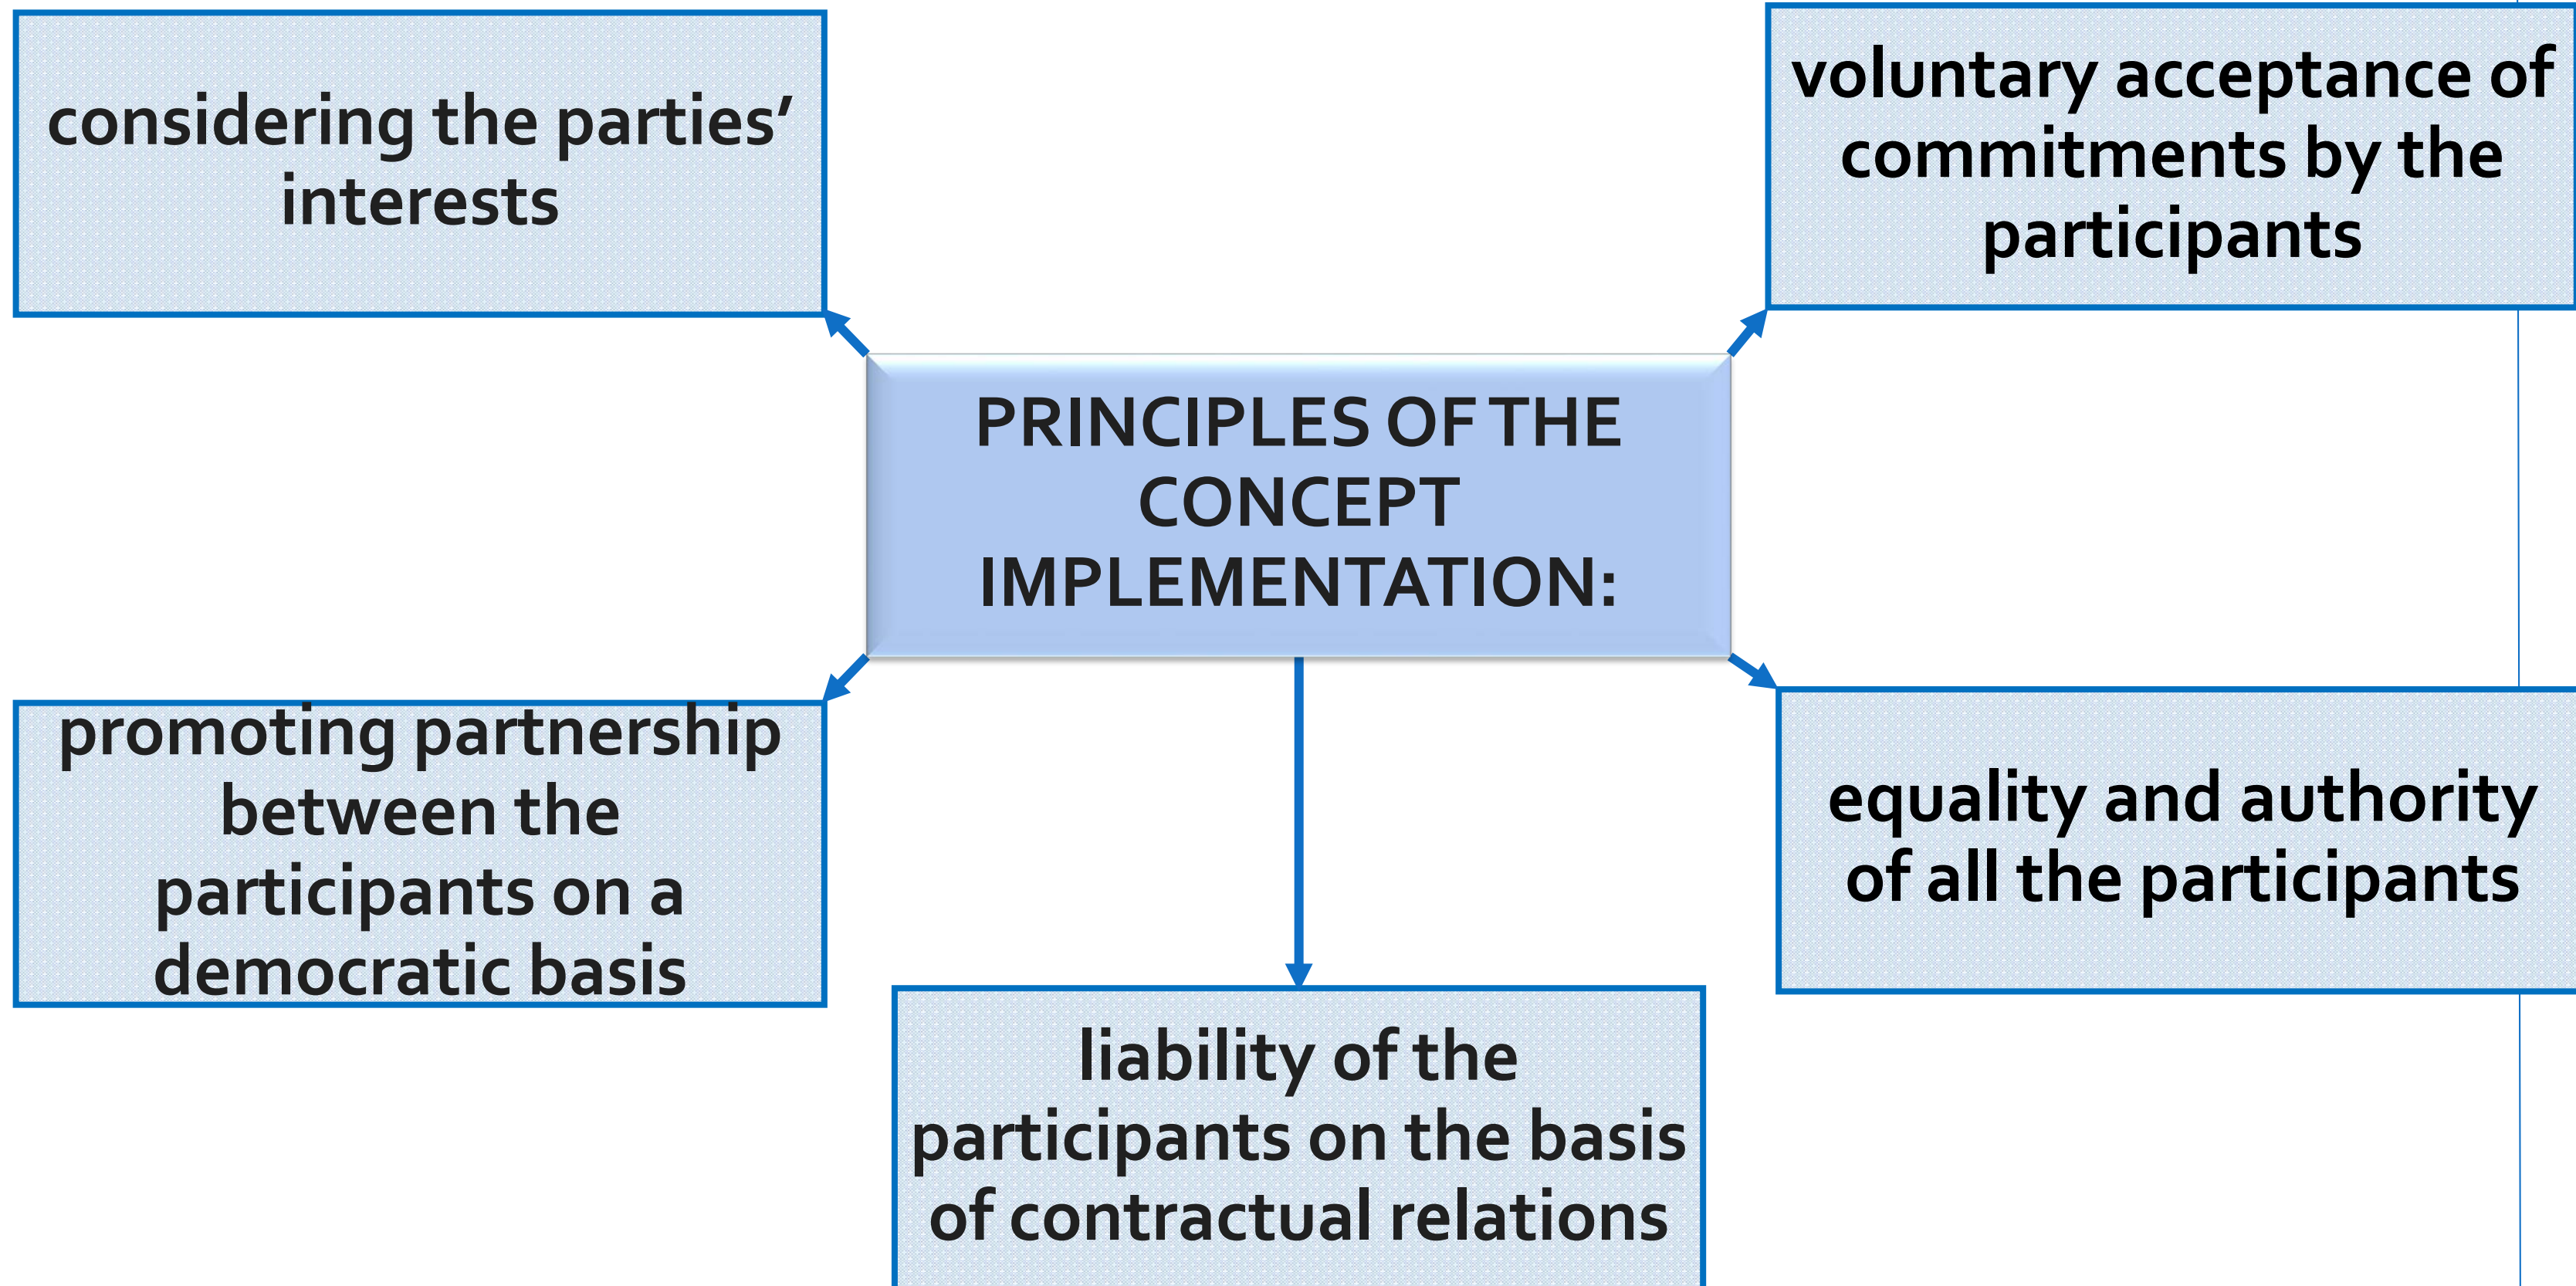 considering the parties’
interests
voluntary acceptance of
commitments by the
participants
PRINCIPLES OF THE
CONCEPT
IMPLEMENTATION:
promoting partnership
between the
participants on a
democratic basis
equality and authority
of all the participants
liability of the
participants on the basis
of contractual relations